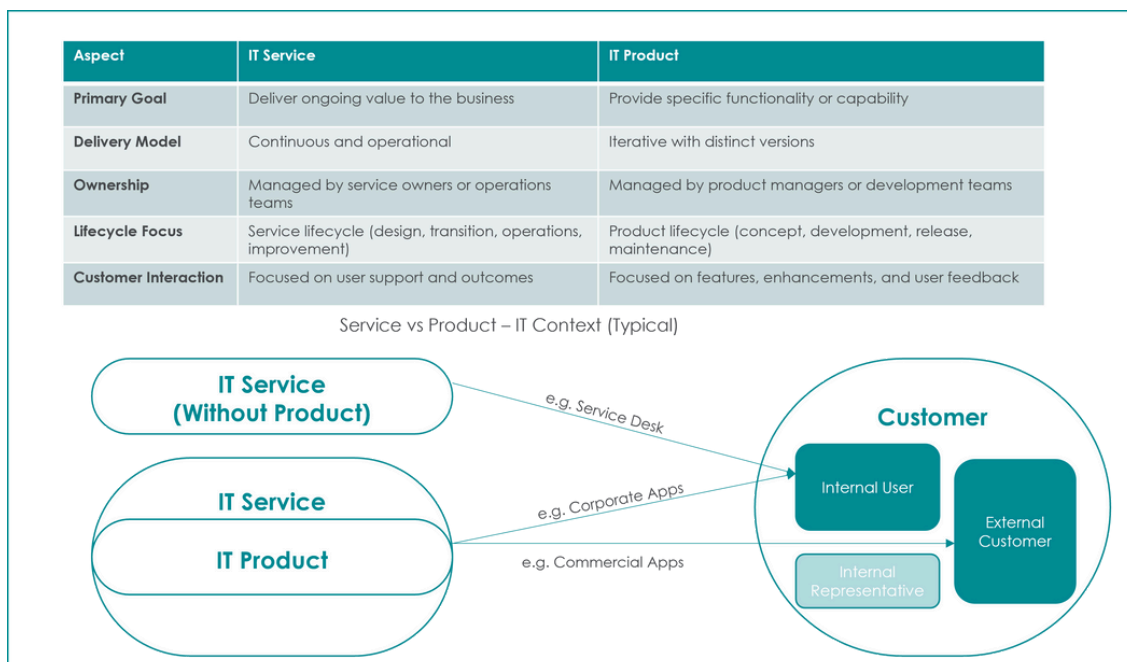 Aspect
IT Service
IT Product
Primary Goal
Deliver ongoing value to the business
Provide specific functionality or capability
Delivery Model
Continuous and operational
Iterative with distinct versions
Ownership
Managed by service owners or operations
teams
Managed by product managers or development teams
Lifecycle Focus
Service lifecycle (design, transition, operations,
improvement)
Product lifecycle (concept, development, release,
maintenance)
Customer Interaction
Focused on user support and outcomes
Focused on features, enhancements, and user feedback
Service vs Product – IT Context (Typical)
IT Service
(Without Product)
e.g. Service Desk
Customer
Internal User
IT Service
e.g. Corporate Apps
External
Customer
IT Product
e.g. Commercial Apps
Internal
Representative